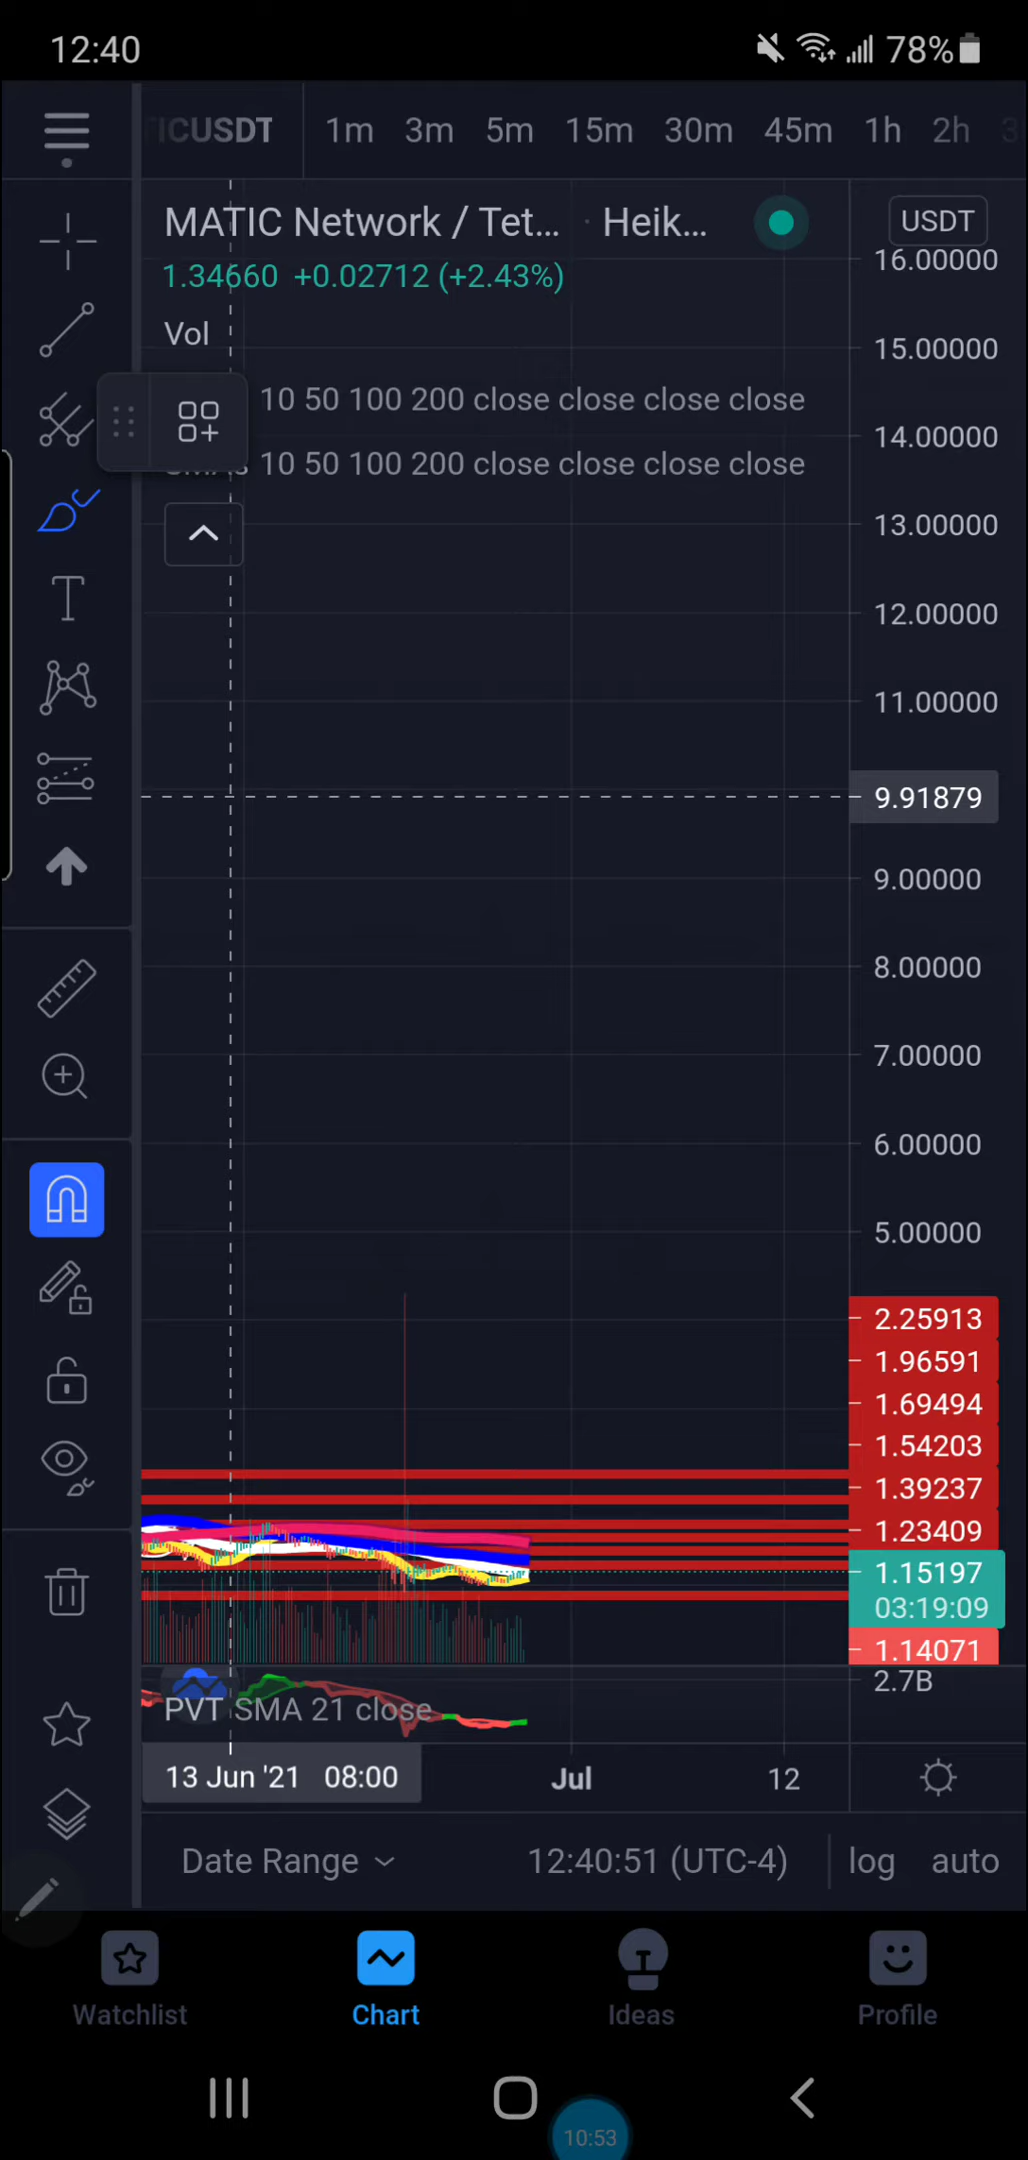 12:40 78%
ICUSDT 1m 3m 5m 15m 30m 45m 1h 2h 3
MATIC Network / Tet... · Heik... USDT
1.34660 +0.02712 (+2.43%)
16.00000
Vol
15.00000
10 50 100 200 close close close close
14.00000
10 50 100 200 close close close close
13.00000
12.00000
11.00000
9.91879
9.00000
8.00000
7.00000
6.00000
5.00000
2.25913
1.96591
1.69494
1.54203
1.39237
1.23409
1.15197
03:19:09
1.14071
2.7B
PVT SMA 21 close
13 Jun '21 08:00 Jul 12
Date Range 12:40:51 (UTC-4) log auto
Watchlist Chart Ideas Profile
10:53